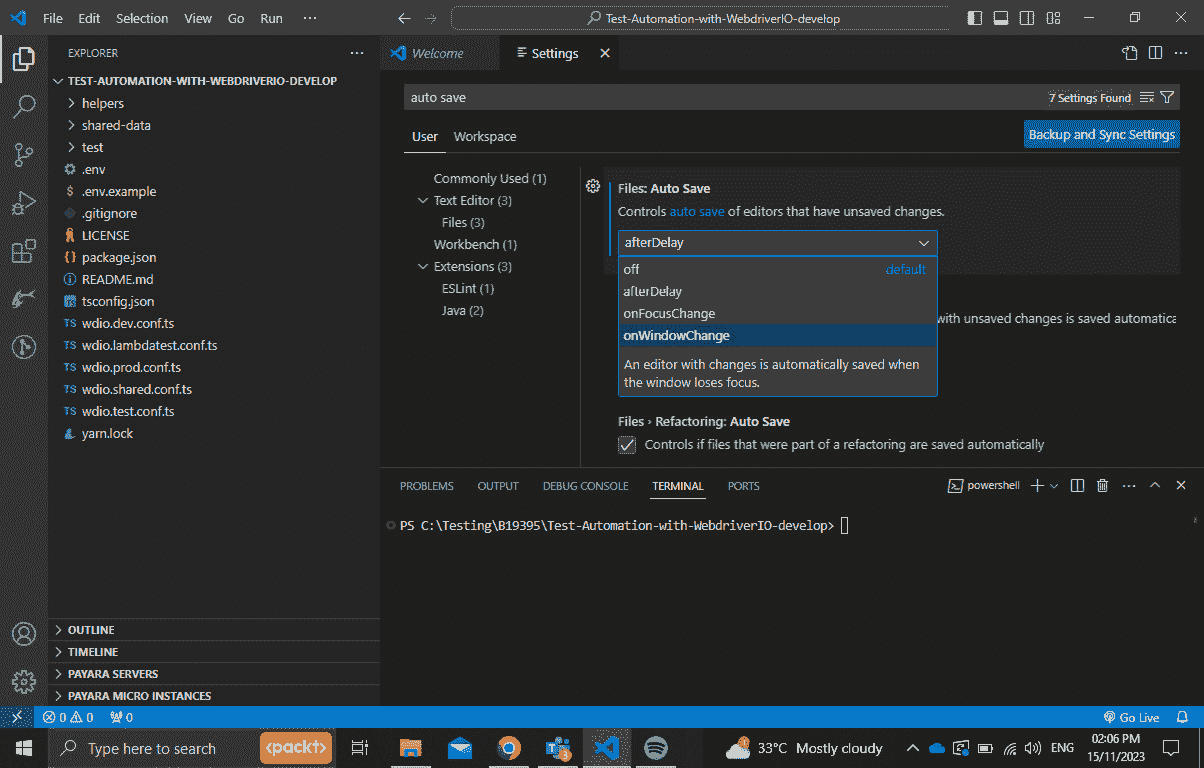 File Edit Selection View Go Run ···
Test-Automation-with-WebdriverIO-develop
EXPLORER
TEST-AUTOMATION-WITH-WEBDRIVERIO-DEVELOP
helpers
shared-data
test
.env
$ .env.example
.gitignore
LICENSE
{} package.json
README.md
tsconfig.json
TS wdio.dev.conf.ts
TS wdio.lambdatest.conf.ts
TS wdio.prod.conf.ts
TS wdio.shared.conf.ts
TS wdio.test.conf.ts
yarn.lock
OUTLINE
TIMELINE
PAYARA SERVERS
PAYARA MICRO INSTANCES
Welcome
Settings
auto save
7 Settings Found
User Workspace
Backup and Sync Settings
Commonly Used (1)
Text Editor (3)
Files (3)
Workbench (1)
Extensions (3)
ESLint (1)
Java (2)
Files: Auto Save
Controls auto save of editors that have unsaved changes.
afterDelay
off default
afterDelay
onFocusChange
onWindowChange
An editor with changes is automatically saved when
the window loses focus.
with unsaved changes is saved automatica
Files › Refactoring: Auto Save
Controls if files that were part of a refactoring are saved automatically
PROBLEMS OUTPUT DEBUG CONSOLE TERMINAL PORTS
powershell
PS C:\Testing\B19395\Test-Automation-with-WebdriverIO-develop>
0 0 0
Go Live
Type here to search
<packt>
3
33°C Mostly cloudy
ENG
02:06 PM
15/11/2023